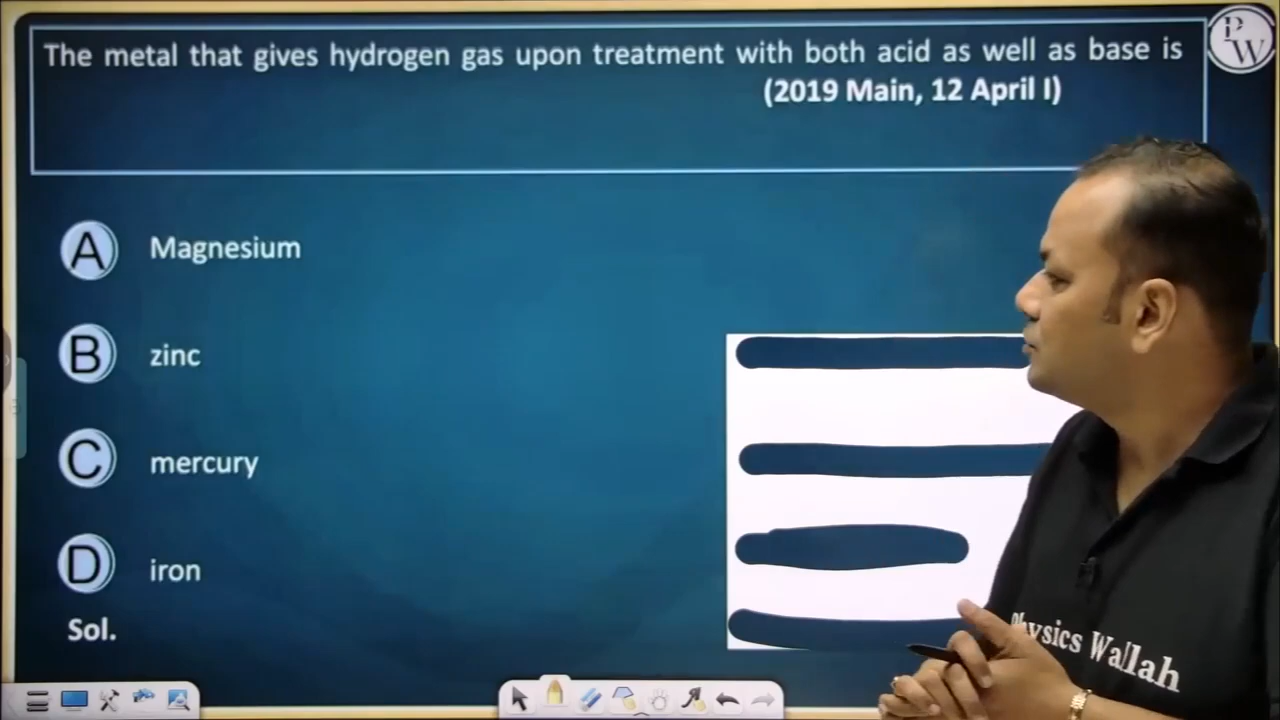 The metal that gives hydrogen gas upon treatment with both acid as well as base is
(2019 Main, 12 April I)
PW
A Magnesium
B zinc
C mercury
D iron
Sol.
Physics Wallah